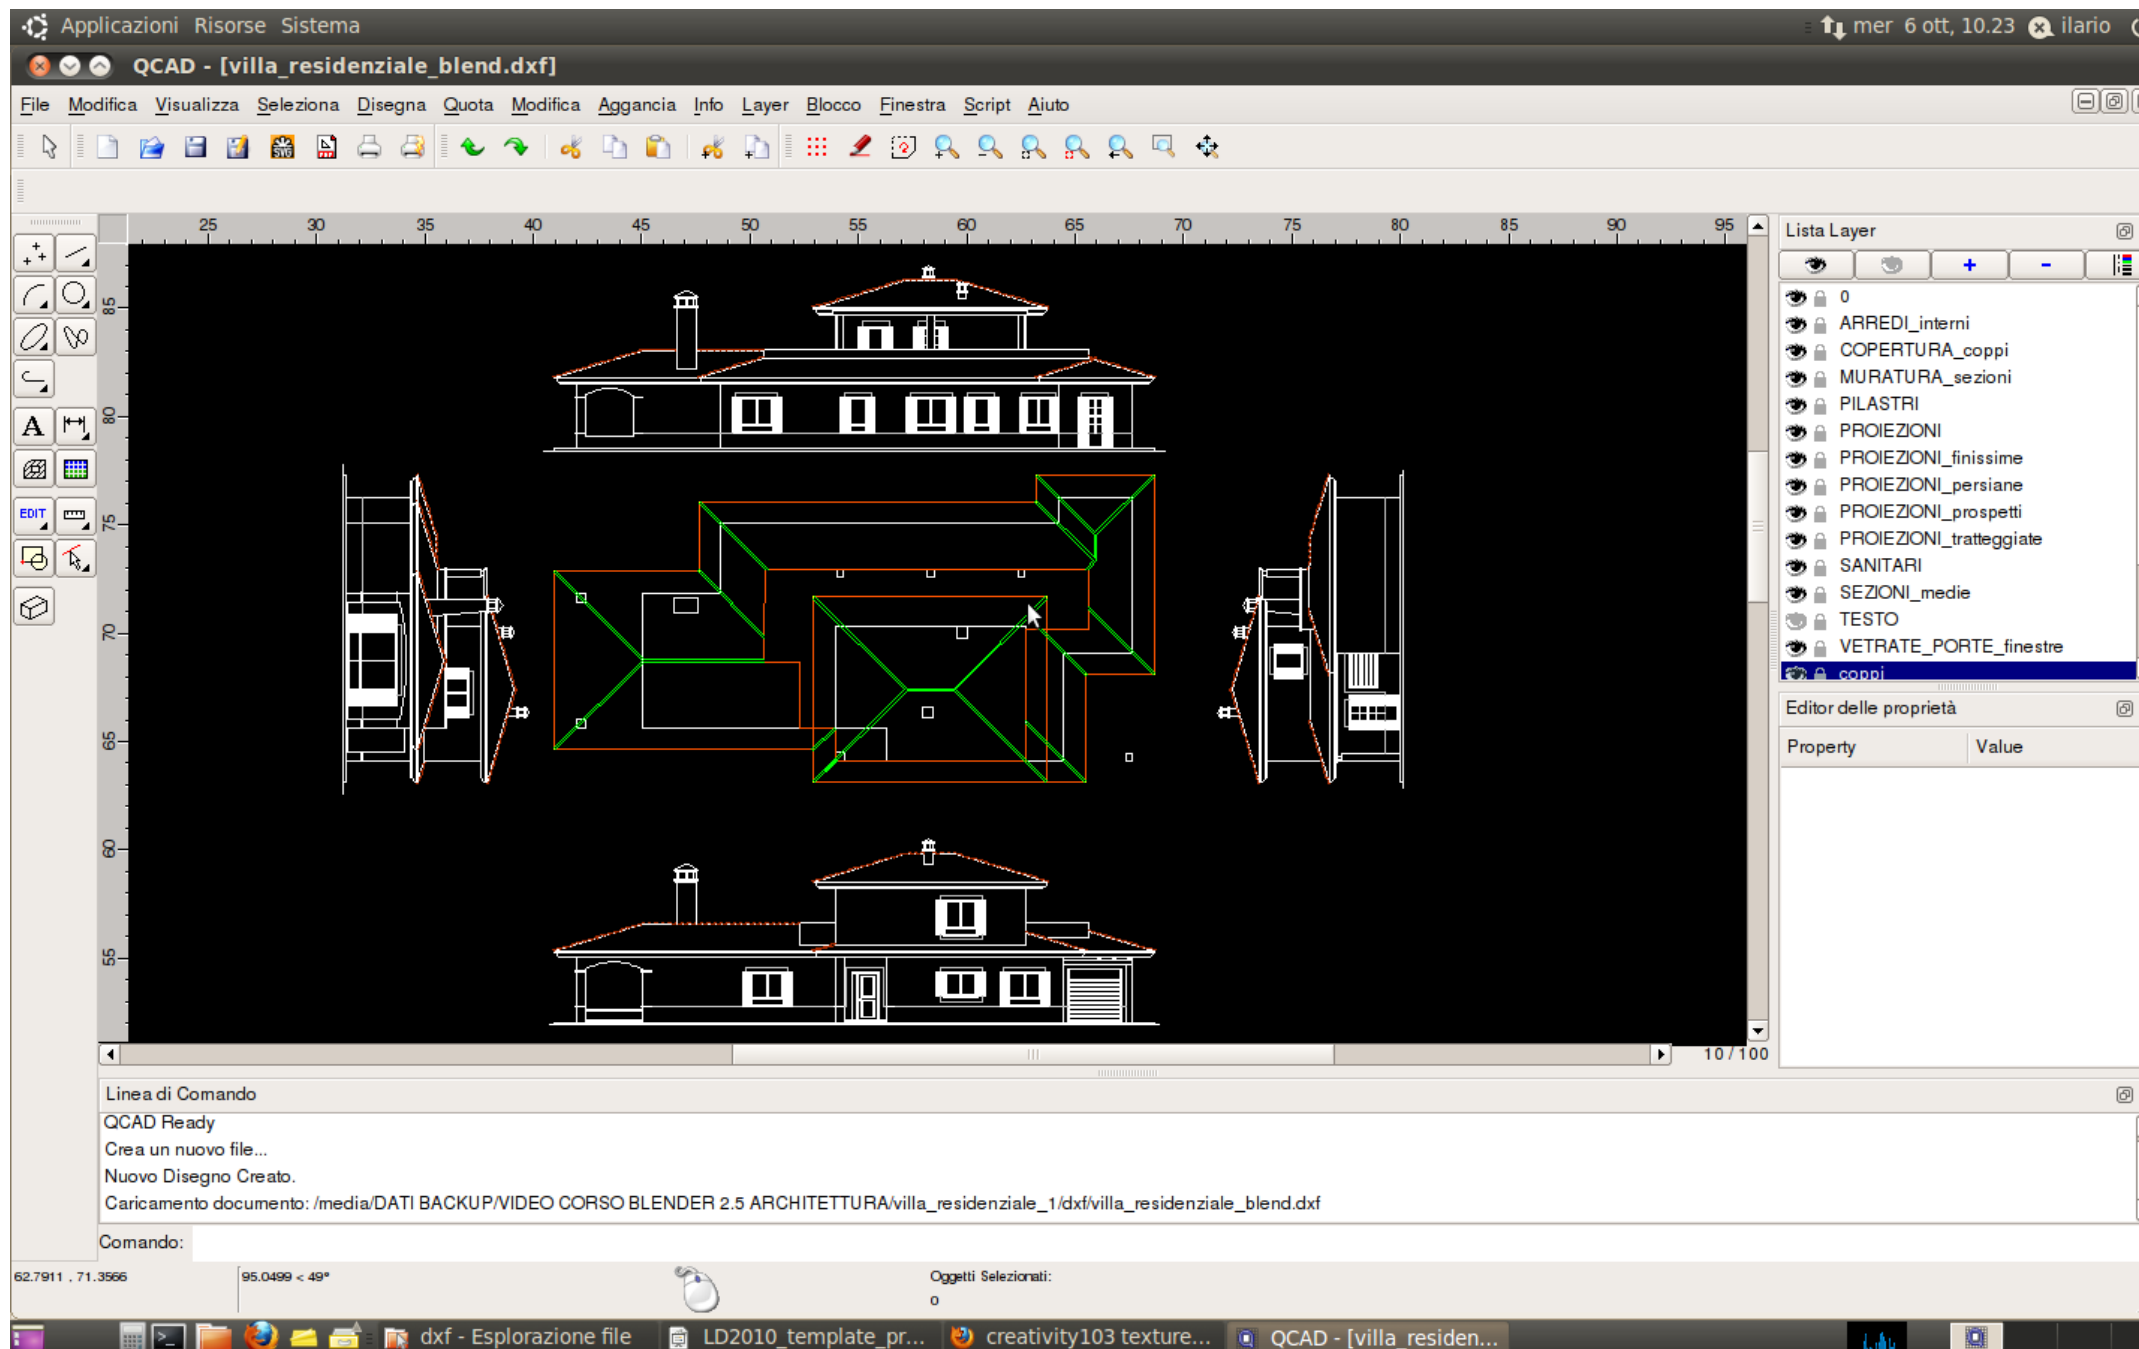 Applicazioni Risorse Sistema mer 6 ott, 10.23 ilario
QCAD - [villa_residenziale_blend.dxf]
File Modifica Visualizza Seleziona Disegna Quota Modifica Aggancia Info Layer Blocco Finestra Script Aiuto
SVG
25 30 35 40 45 50 55 60 65 70 75 80 85 90 95
85
80
75
70
65
60
55
A
EDIT
Lista Layer
0
ARREDI_interni
COPERTURA_coppi
MURATURA_sezioni
PILASTRI
PROIEZIONI
PROIEZIONI_finissime
PROIEZIONI_persiane
PROIEZIONI_prospetti
PROIEZIONI_tratteggiate
SANITARI
SEZIONI_medie
TESTO
VETRATE_PORTE_finestre
coppi
Editor delle proprietà
Property Value
10 / 100
Linea di Comando
QCAD Ready
Crea un nuovo file...
Nuovo Disegno Creato.
Caricamento documento: /media/DATI BACKUP/VIDEO CORSO BLENDER 2.5 ARCHITETTURA/villa_residenziale_1/dxf/villa_residenziale_blend.dxf
Comando:
62.7911 , 71.3566 95.0499 < 49° Oggetti Selezionati:
0
dxf - Esplorazione file LD2010_template_pr... creativity103 texture... QCAD - [villa_residen...